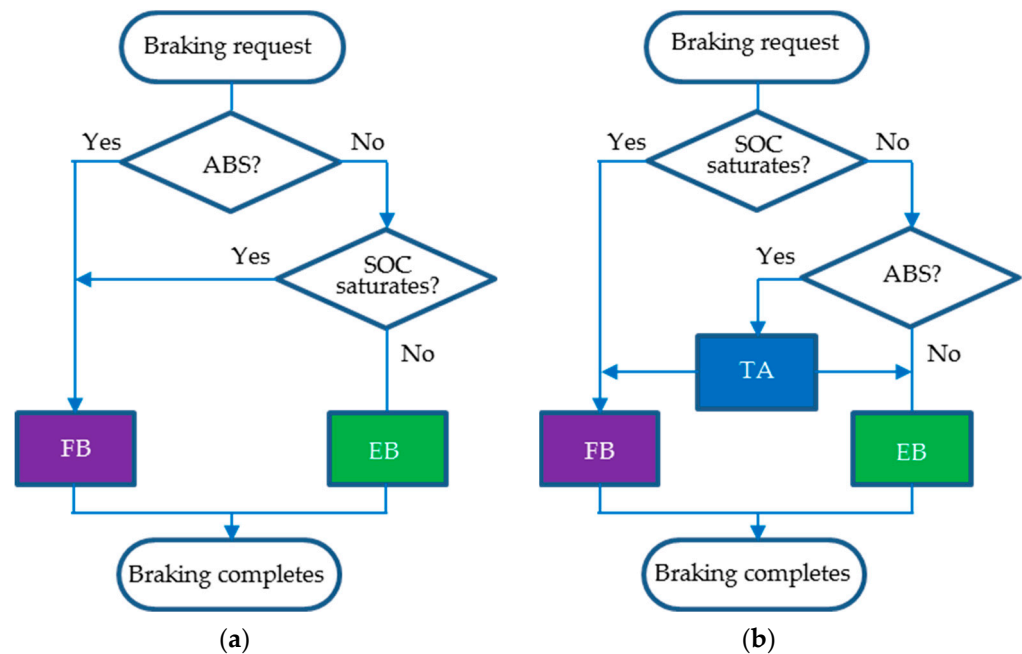 Braking request
Yes
No
ABS?
Yes
SOC
saturates?
No
FB
EB
Braking completes
(a)
Braking request
Yes
SOC
saturates?
No
Yes
ABS?
TA
No
FB
EB
Braking completes
(b)